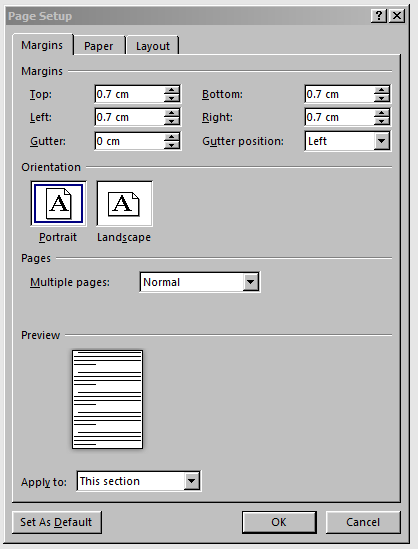 Page Setup
Margins Paper Layout
Margins
Top: 0.7 cm Bottom: 0.7 cm
Left: 0.7 cm Right: 0.7 cm
Gutter: 0 cm Gutter position: Left
Orientation
A A
Portrait Landscape
Pages
Multiple pages: Normal
Preview
Apply to: This section
Set As Default OK Cancel